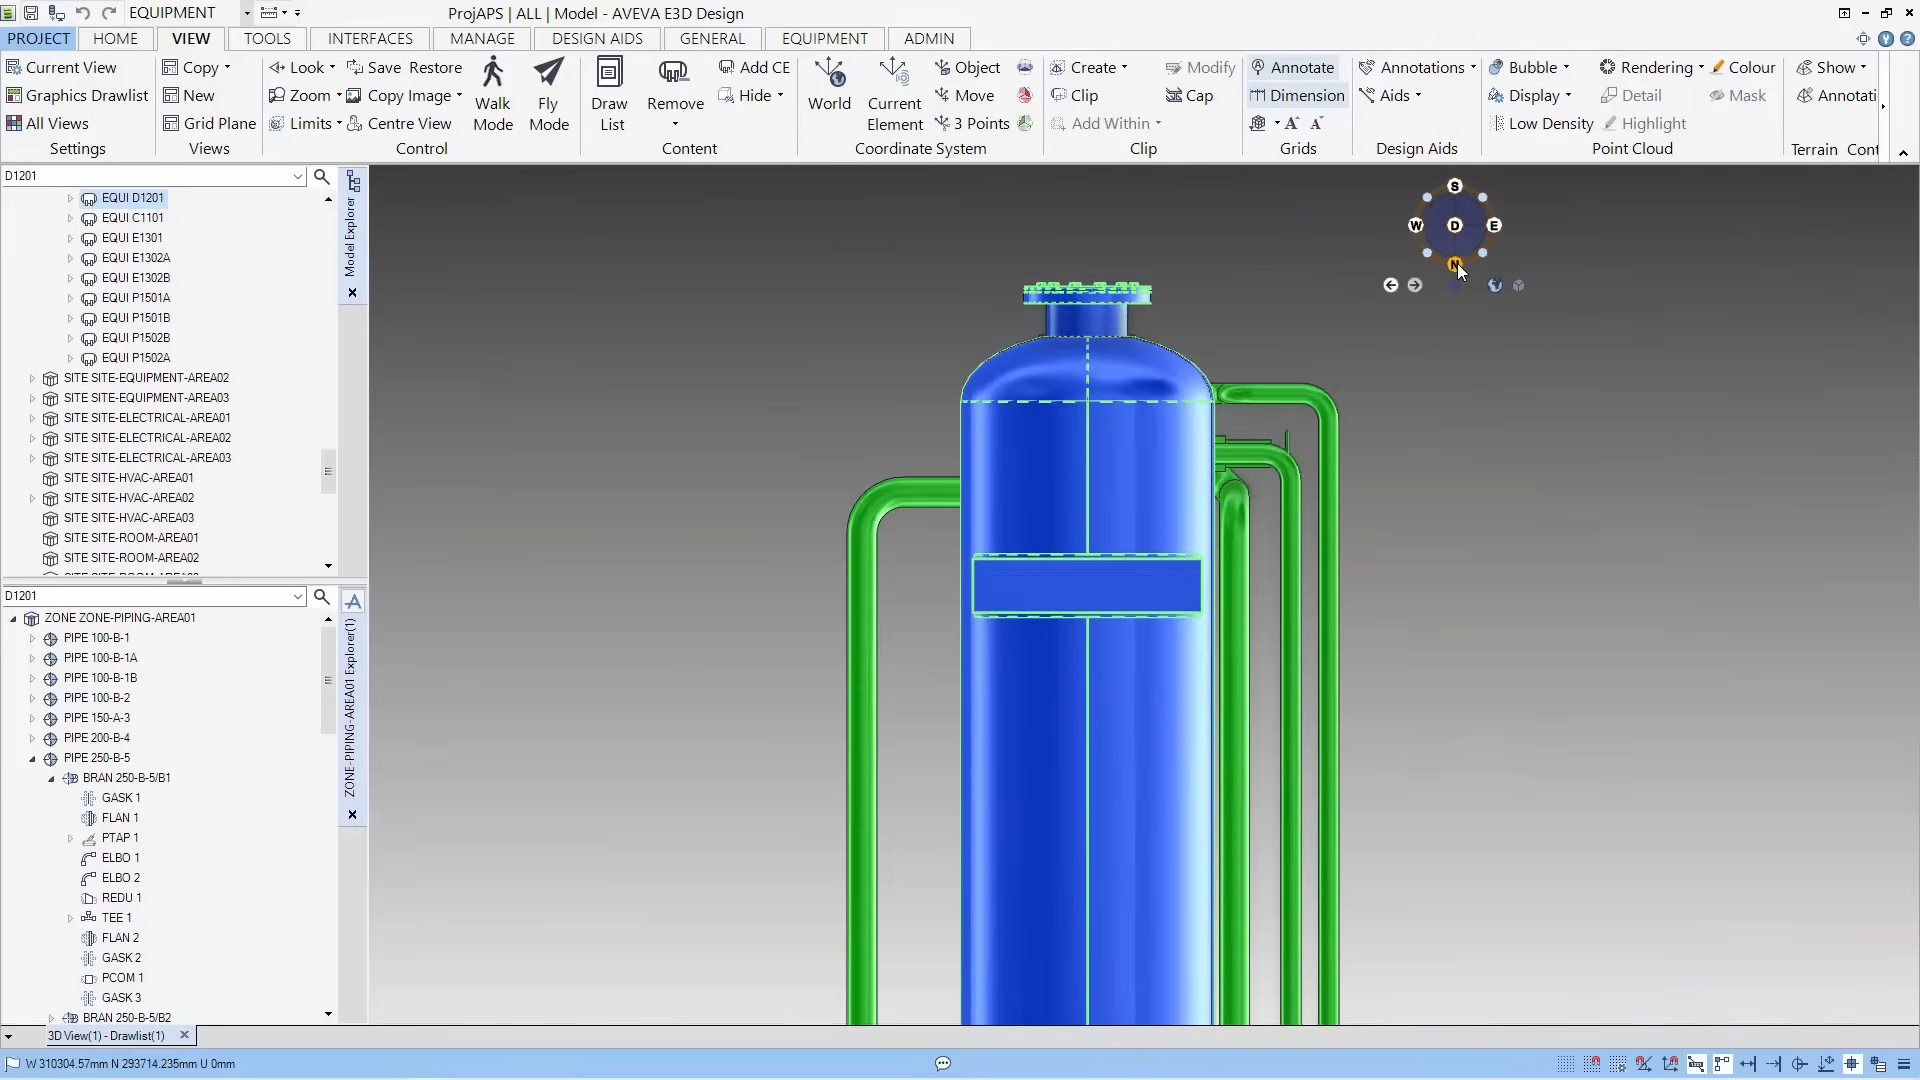 EQUIPMENT
ProjAPS | ALL | Model - AVEVA E3D Design
PROJECT HOME VIEW TOOLS INTERFACES MANAGE DESIGN AIDS GENERAL EQUIPMENT ADMIN
Current View Copy Look Save Restore Add CE Object Create Modify Annotate Annotations Bubble Rendering Colour Show
Graphics Drawlist New Zoom Copy Image Walk Mode Fly Mode Draw List Remove Hide World Current Element Move Clip Cap Dimension Aids Display Detail Mask Annotati
All Views Grid Plane Limits Centre View 3 Points Add Within Low Density Highlight
Settings Views Control Content Coordinate System Clip Grids Design Aids Point Cloud Terrain Cont
D1201
EQUI D1201
EQUI C1101
EQUI E1301
EQUI E1302A
EQUI E1302B
EQUI P1501A
EQUI P1501B
EQUI P1502B
EQUI P1502A
SITE SITE-EQUIPMENT-AREA02
SITE SITE-EQUIPMENT-AREA03
SITE SITE-ELECTRICAL-AREA01
SITE SITE-ELECTRICAL-AREA02
SITE SITE-ELECTRICAL-AREA03
SITE SITE-HVAC-AREA01
SITE SITE-HVAC-AREA02
SITE SITE-HVAC-AREA03
SITE SITE-ROOM-AREA01
SITE SITE-ROOM-AREA02
Model Explorer
D1201
ZONE ZONE-PIPING-AREA01
PIPE 100-B-1
PIPE 100-B-1A
PIPE 100-B-1B
PIPE 100-B-2
PIPE 150-A-3
PIPE 200-B-4
PIPE 250-B-5
BRAN 250-B-5/B1
GASK 1
FLAN 1
PTAP 1
ELBO 1
ELBO 2
REDU 1
TEE 1
FLAN 2
GASK 2
PCOM 1
GASK 3
BRAN 250-B-5/B2
ZONE-PIPING-AREA01 Explorer(1)
S
W D E
N
3D View(1) - Drawlist(1)
W 310304.57mm N 293714.235mm U 0mm